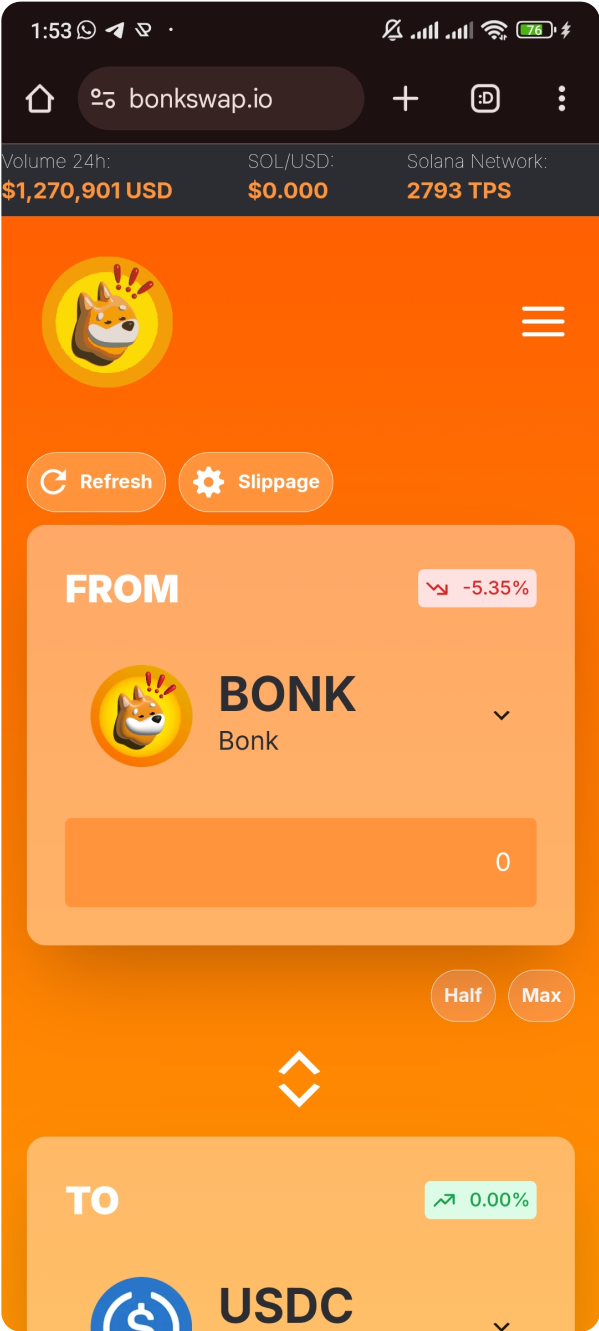 1:53
76
bonkswap.io
:D
Volume 24h: SOL/USD: Solana Network:
$1,270,901 USD $0.000 2793 TPS
Refresh Slippage
FROM -5.35%
BONK
Bonk
0
Half Max
TO 0.00%
USDC